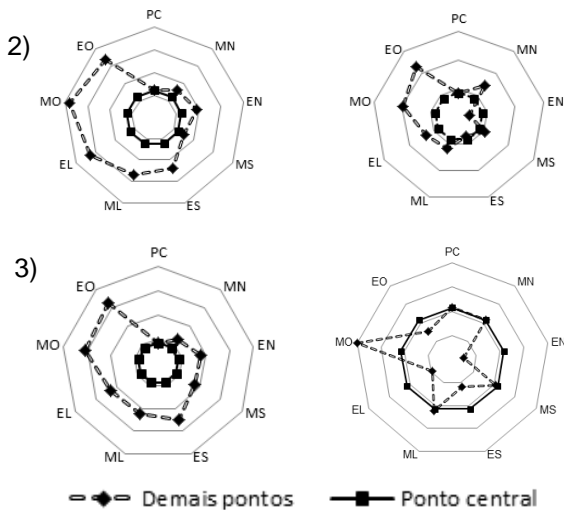 2)
PC
EO MN
MO EN
EL MS
ML ES
PC
EO MN
MO EN
EL MS
ML ES
3)
PC
EO MN
MO EN
EL MS
ML ES
PC
EO MN
MO EN
EL MS
ML ES
Demais pontos Ponto central